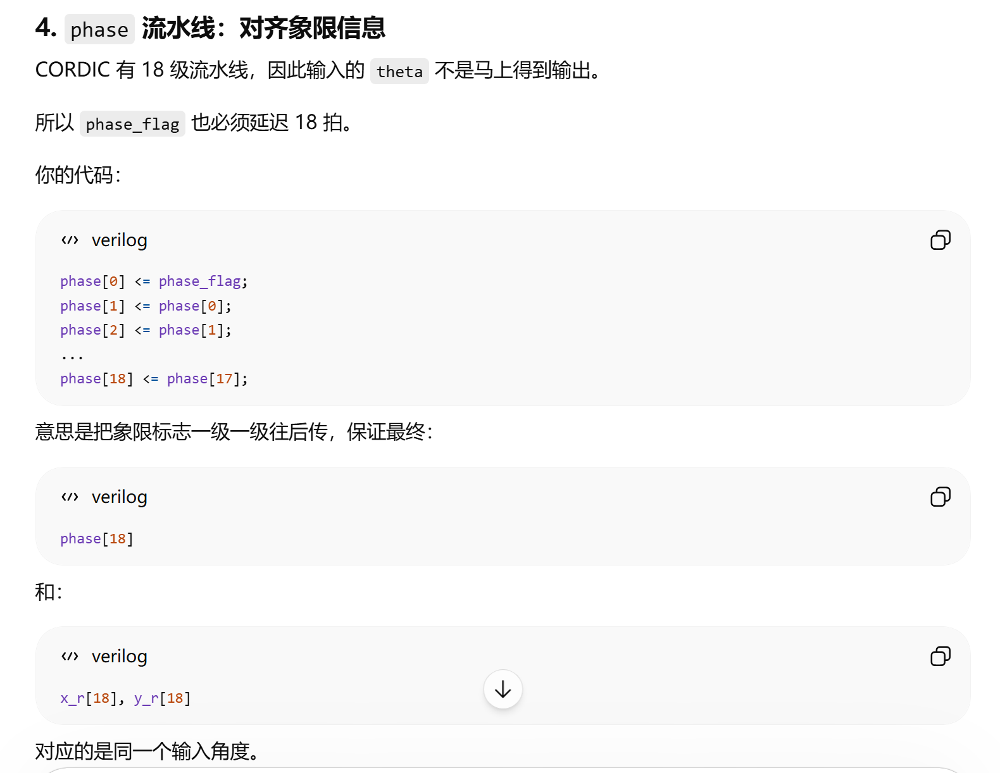 4. phase 流水线：对齐象限信息
CORDIC 有 18 级流水线，因此输入的 theta 不是马上得到输出。
所以 phase_flag 也必须延迟 18 拍。
你的代码：
verilog
phase[0] <= phase_flag;
phase[1] <= phase[0];
phase[2] <= phase[1];
...
phase[18] <= phase[17];
意思是把象限标志一级一级往后传，保证最终：
verilog
phase[18]
和：
verilog
x_r[18], y_r[18]
对应的是同一个输入角度。